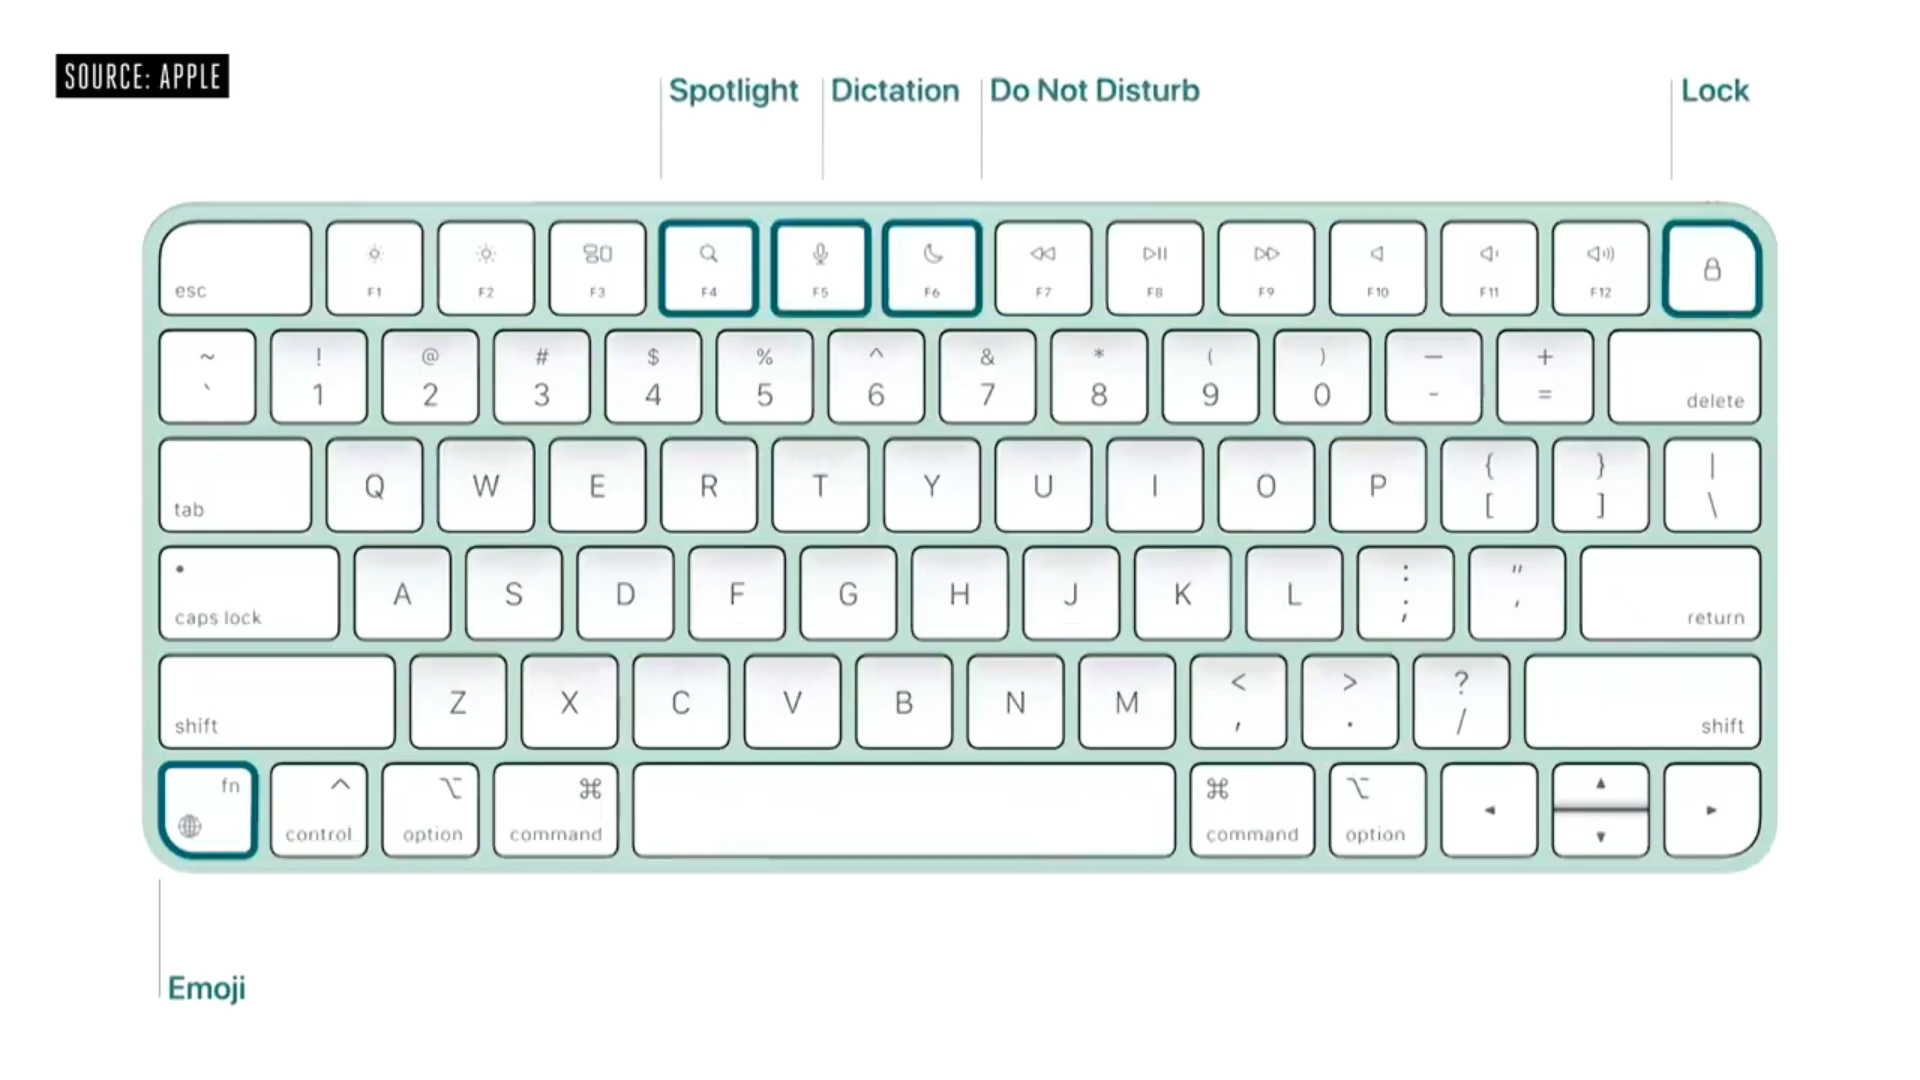 SOURCE: APPLE
Spotlight Dictation Do Not Disturb Lock
esc F1 F2 F3 F4 F5 F6 F7 F8 F9 F10 F11 F12
~ ! @ # $ % ^ & * ( ) — +
` 1 2 3 4 5 6 7 8 9 0 - = delete
tab Q W E R T Y U I O P { } |
[ ] \
caps lock A S D F G H J K L : "
; ' return
shift Z X C V B N M < > ?
, . / shift
fn ^ ⌥ ⌘ ⌘ ⌥ ▲
control option command command option ◀ ▼ ▶
Emoji